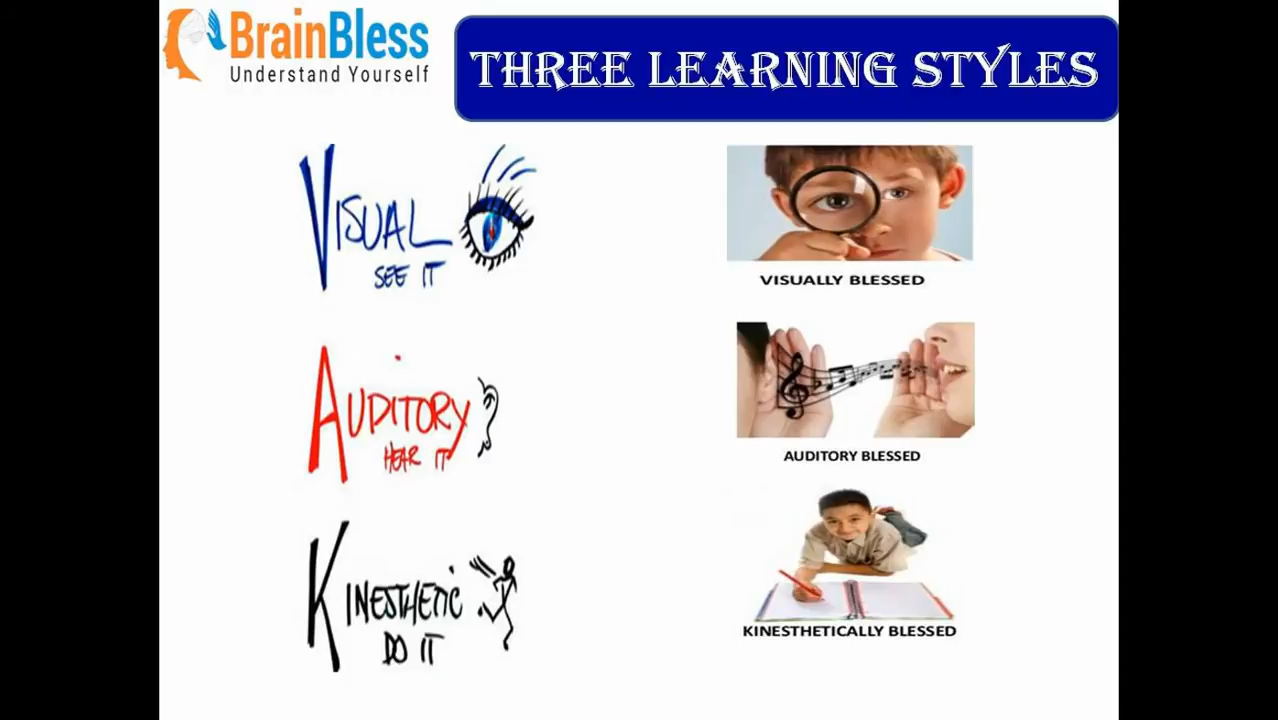 BrainBless
Understand Yourself
THREE LEARNING STYLES
VISUAL
SEE IT
VISUALLY BLESSED
AUDITORY
HEAR IT
AUDITORY BLESSED
KINESTHETIC
DO IT
KINESTHETICALLY BLESSED